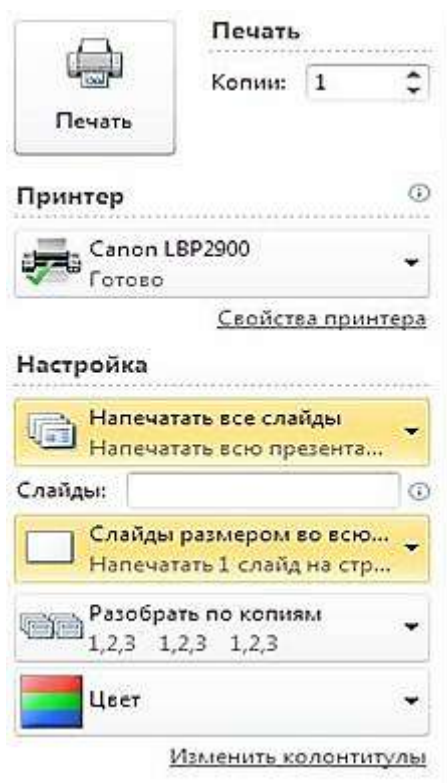 Печать
Копии: 1
Печать
Принтер
Canon LBP2900
Готово
Свойства принтера
Настройка
Напечатать все слайды
Напечатать всю презента...
Слайды:
Слайды размером во всю...
Напечатать 1 слайд на стр...
Разобрать по копиям
1,2,3 1,2,3 1,2,3
Цвет
Изменить колонтитулы